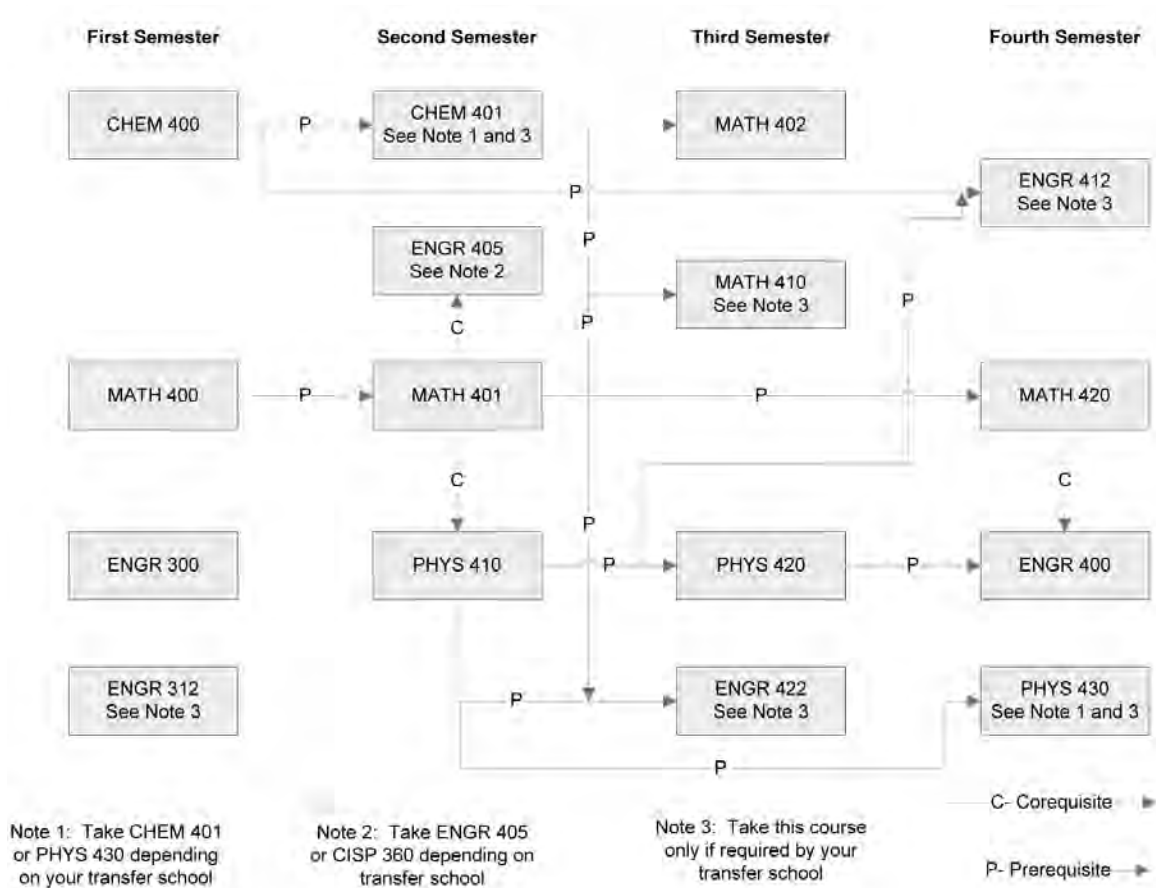 First Semester
Second Semester
Third Semester
Fourth Semester
CHEM 400
P
CHEM 401
See Note 1 and 3
MATH 402
P
ENGR 412
See Note 3
ENGR 405
See Note 2
P
MATH 410
See Note 3
P
C
P
MATH 400
P
MATH 401
P
MATH 420
C
C
P
ENGR 300
PHYS 410
P
PHYS 420
P
ENGR 400
ENGR 312
See Note 3
P
ENGR 422
See Note 3
PHYS 430
See Note 1 and 3
P
C- Corequisite
Note 1: Take CHEM 401
or PHYS 430 depending
on your transfer school
Note 2: Take ENGR 405
or CISP 360 depending on
transfer school
Note 3: Take this course
only if required by your
transfer school
P- Prerequisite